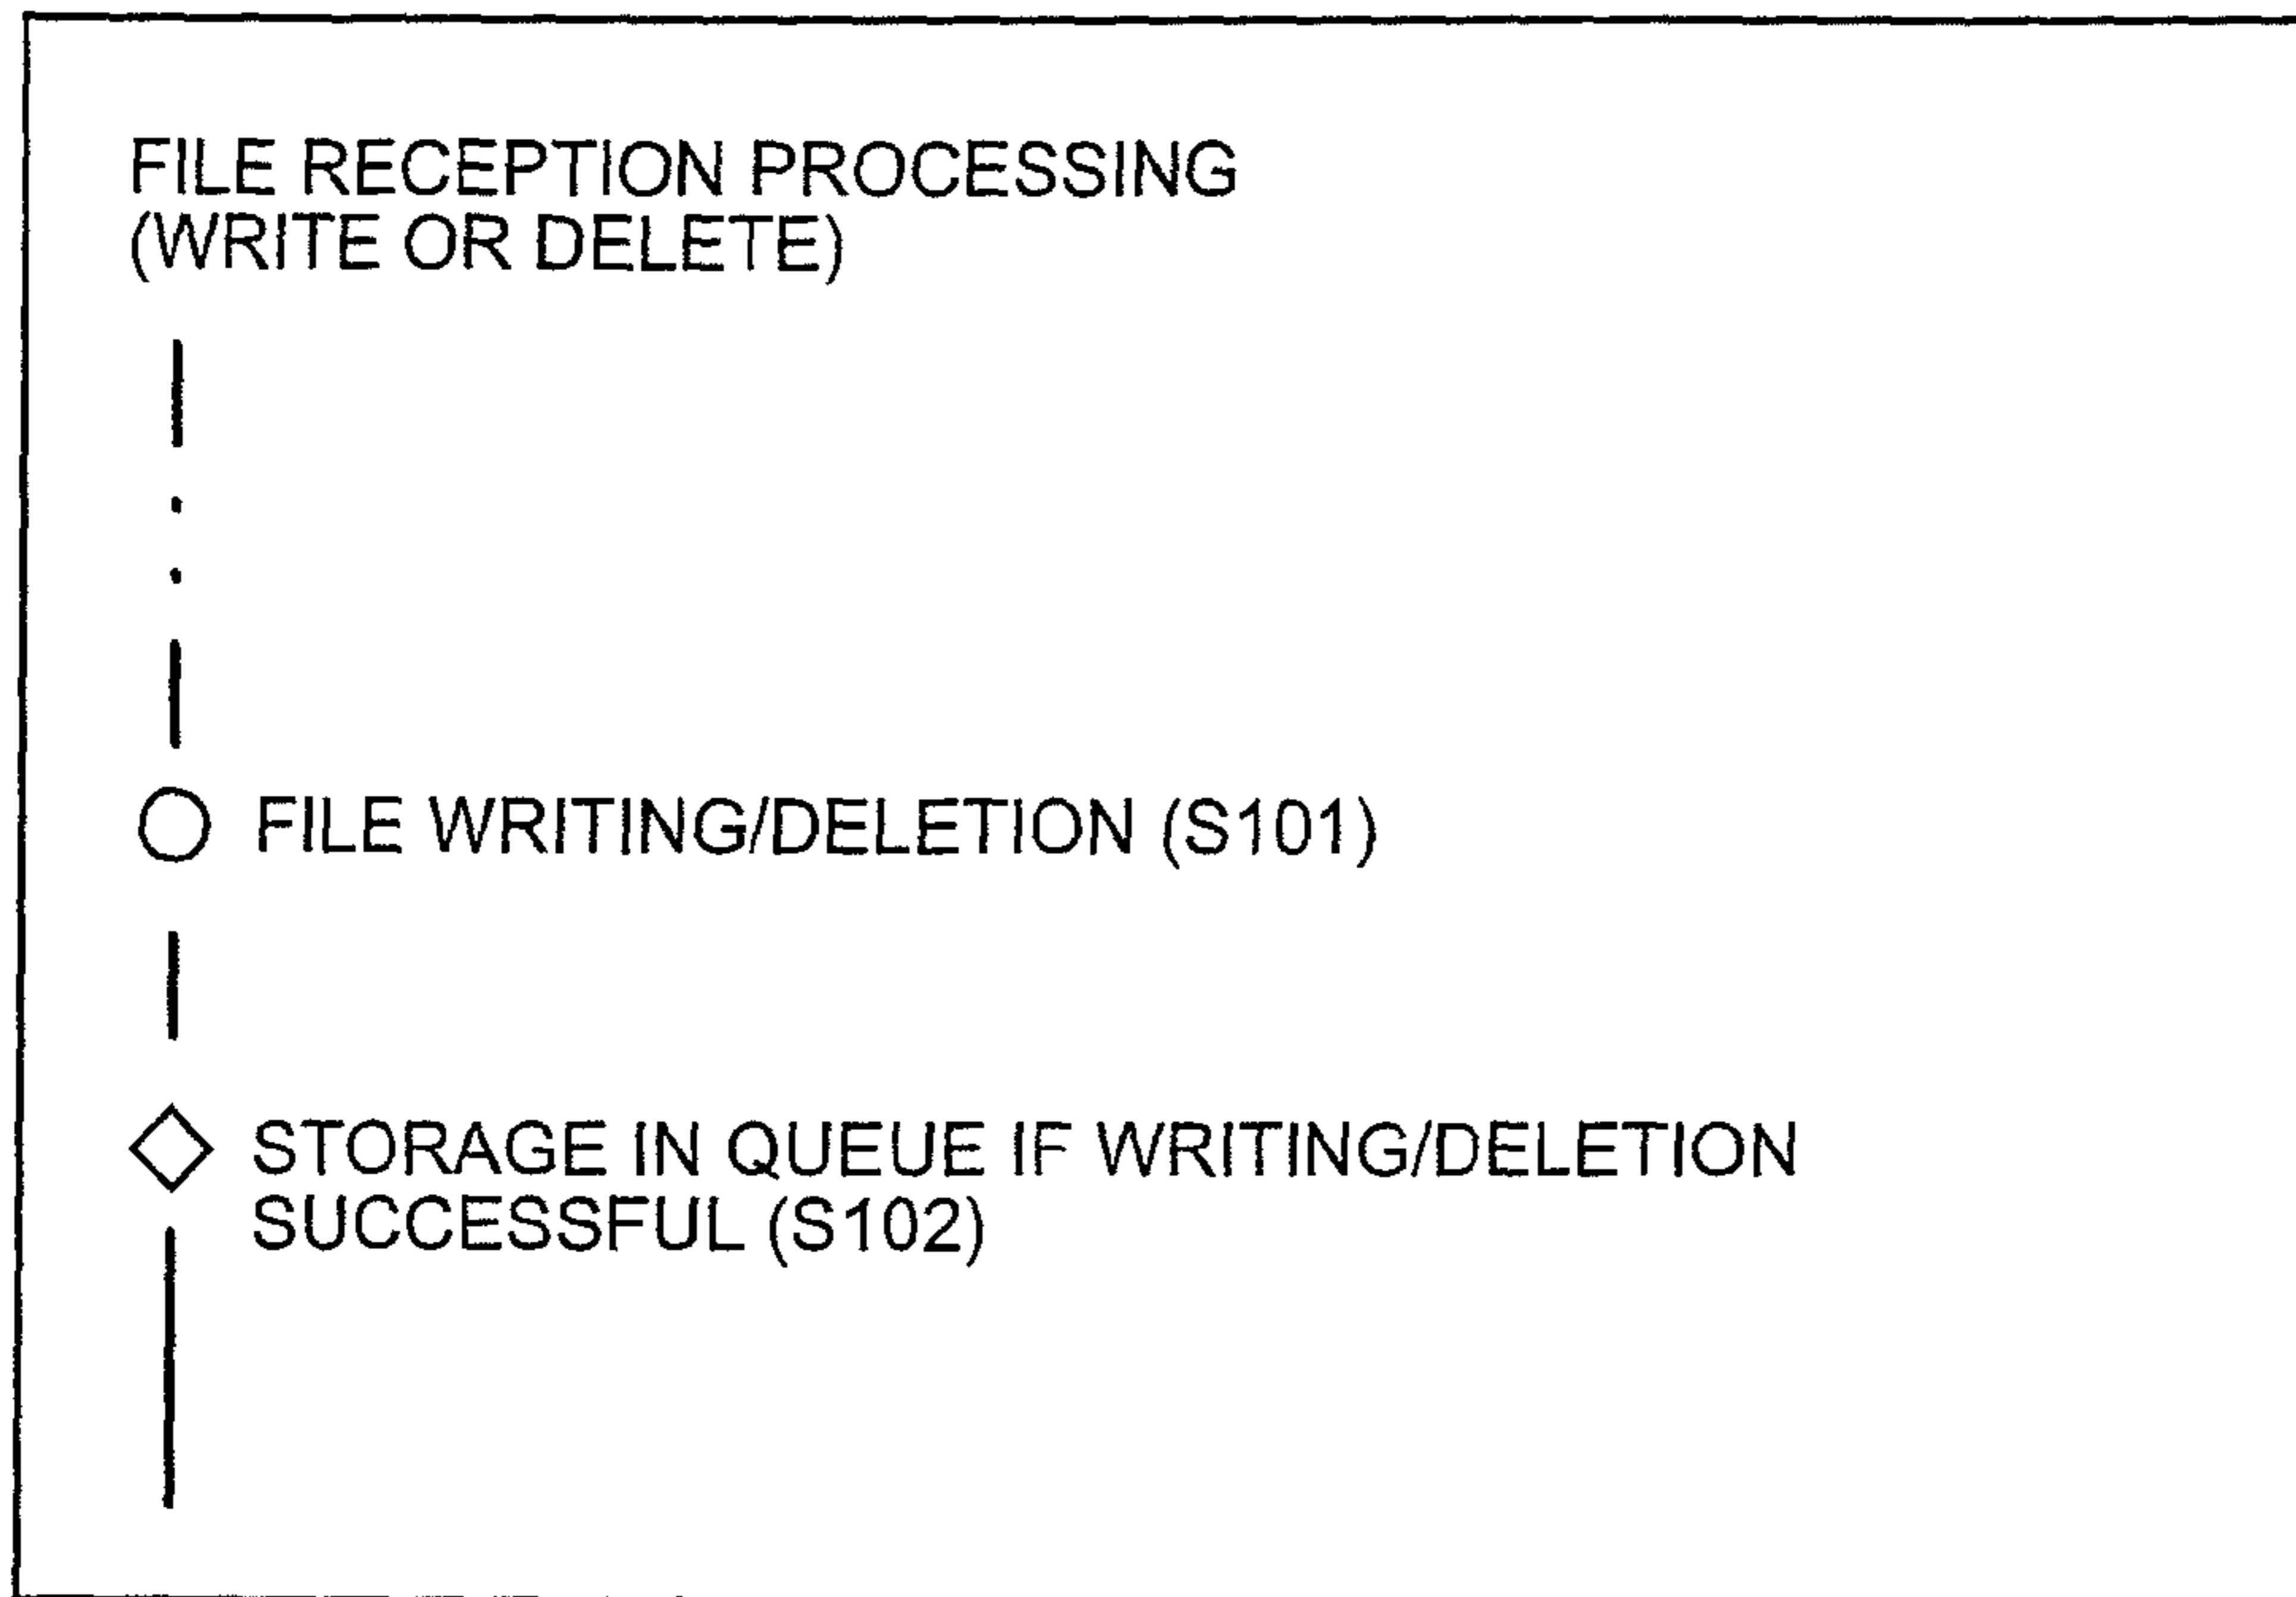 FILE RECEPTION PROCESSING
(WRITE OR DELETE)
FILE WRITING/DELETION (S101)
STORAGE IN QUEUE IF WRITING/DELETION
SUCCESSFUL (S102)